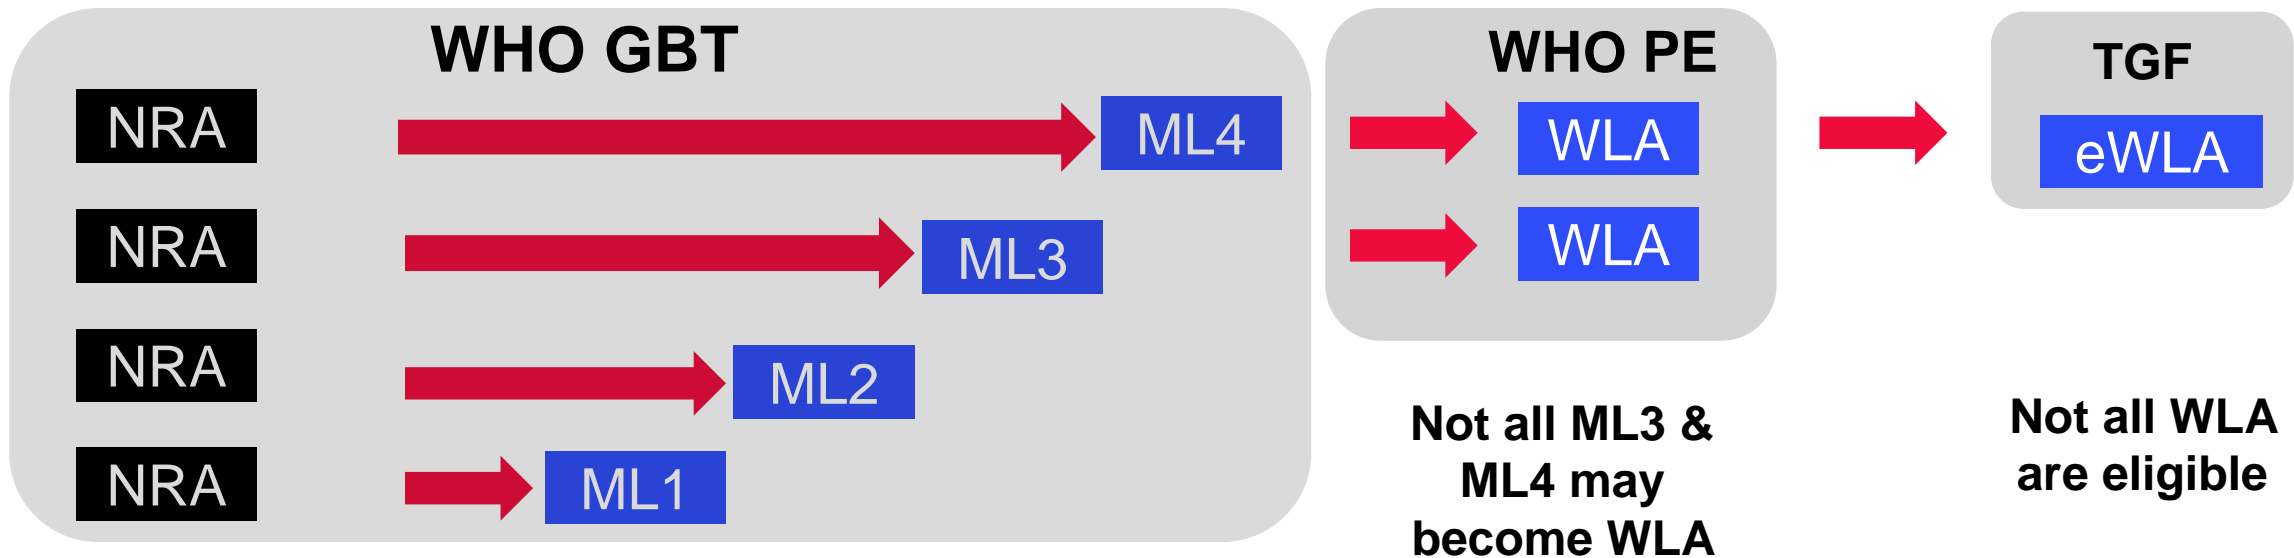 WHO GBT
NRA
ML4
NRA
ML3
NRA
ML2
NRA
ML1
WHO PE
WLA
WLA
Not all ML3 &
ML4 may
become WLA
TGF
eWLA
Not all WLA
are eligible